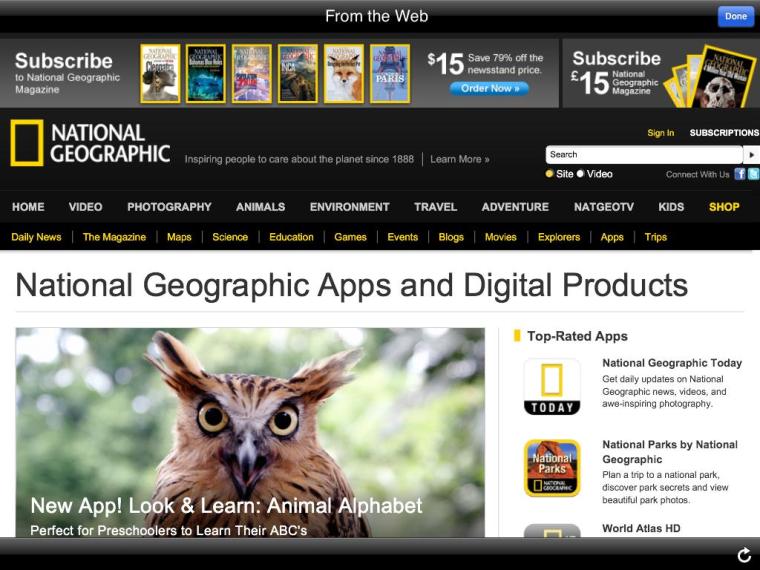 From the Web
Done
Subscribe
to National Geographic
Magazine
$15 Save 79% off the
newsstand price.
Order Now »
Subscribe
£15 National
Geographic
Magazine
NATIONAL
GEOGRAPHIC
Inspiring people to care about the planet since 1888 | Learn More »
Sign In SUBSCRIPTIONS
Search
Site Video
Connect With Us
HOME VIDEO PHOTOGRAPHY ANIMALS ENVIRONMENT TRAVEL ADVENTURE NATGEOTV KIDS SHOP
Daily News | The Magazine | Maps | Science | Education | Games | Events | Blogs | Movies | Explorers | Apps | Trips
National Geographic Apps and Digital Products
New App! Look & Learn: Animal Alphabet
Perfect for Preschoolers to Learn Their ABC's
Top-Rated Apps
TODAY
National Geographic Today
Get daily updates on National
Geographic news, videos, and
awe-inspiring photography.
National
Parks
NATIONAL
GEOGRAPHIC
National Parks by National
Geographic
Plan a trip to a national park,
discover park secrets and view
beautiful park photos.
World Atlas HD